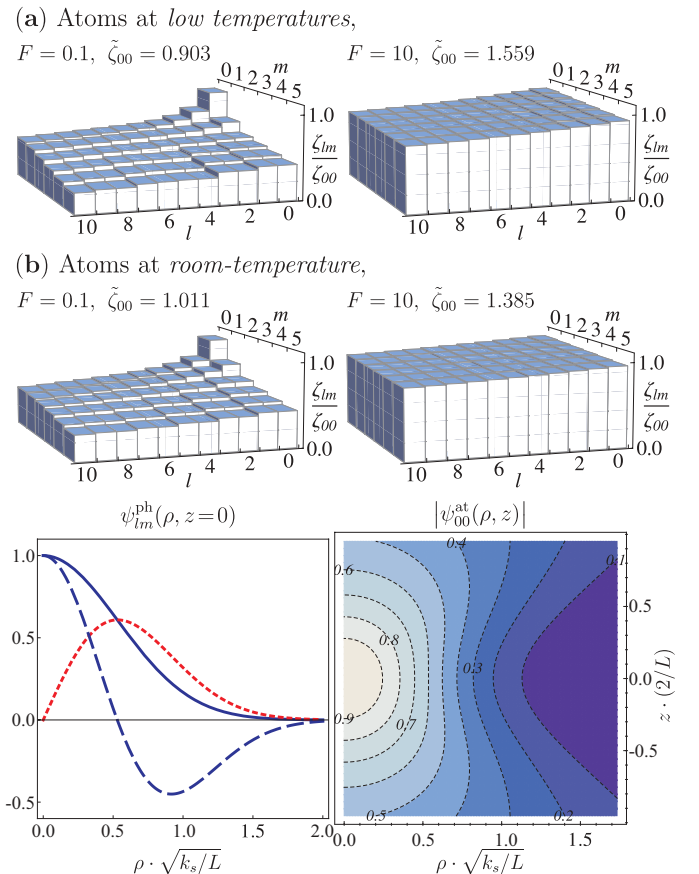 (a) Atoms at low temperatures,
F = 0.1, ζ̃00 = 0.903
F = 10, ζ̃00 = 1.559
0 1 2 3 4 5 m
0 1 2 3 4 5 m
1.0
1.0
ζlm/ζ00
ζlm/ζ00
0.0
0.0
10 8 6 4 2 0
10 8 6 4 2 0
l
l
(b) Atoms at room-temperature,
F = 0.1, ζ̃00 = 1.011
F = 10, ζ̃00 = 1.385
0 1 2 3 4 5 m
0 1 2 3 4 5 m
1.0
1.0
ζlm/ζ00
ζlm/ζ00
0.0
0.0
10 8 6 4 2 0
10 8 6 4 2 0
l
l
ψlm^ph(ρ, z=0)
1.0
0.5
0.0
-0.5
0.0 0.5 1.0 1.5 2.0
ρ · √ks/L
|ψ00^at(ρ, z)|
0.4
0.1
0.6
0.8
0.3
0.9
0.7
0.5
0.2
0.5
0.0
-0.5
z · (2/L)
0.0 0.5 1.0 1.5
ρ · √ks/L